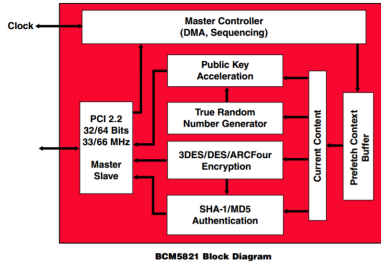 Clock
Master Controller
(DMA, Sequencing)
Public Key
Acceleration
True Random
Number Generator
3DES/DES/ARCFour
Encryption
SHA-1/MD5
Authentication
PCI 2.2
32/64 Bits
33/66 MHz
Master
Slave
Current Content
Prefetch Context
Buffer
BCM5821 Block Diagram